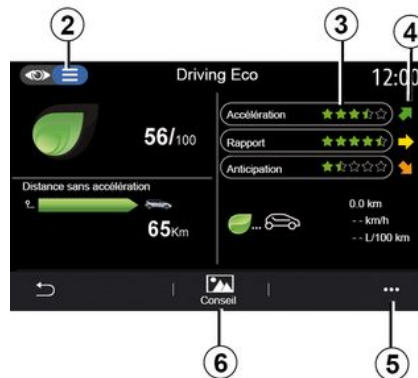 2
3
4
Driving Eco
12:00
56/100
Accélération
Rapport
Anticipation
Distance sans accélération
65Km
0.0 km
-- km/h
-- L/100 km
Conseil
•••
6
5